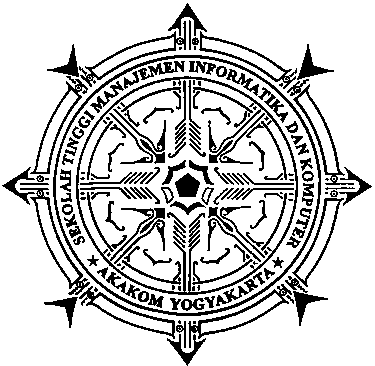 SEKOLAH TINGGI MANAJEMEN INFORMATIKA DAN KOMPUTER
★ AKAKOM YOGYAKARTA ★